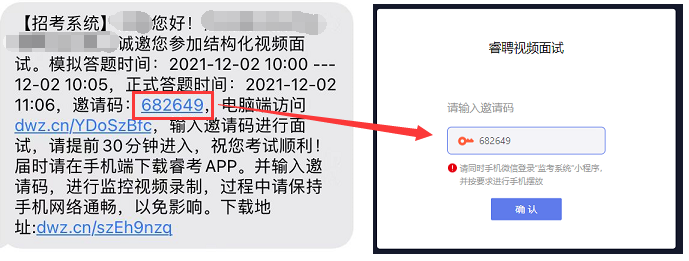 【招考系统】 您好！
诚邀您参加结构化视频面
试。模拟答题时间：2021-12-02 10:00 ---
12-02 10:05，正式答题时间：2021-12-02
11:06，邀请码：682649，电脑端访问
dwz.cn/YDoSzBfc，输入邀请码进行面
试，请提前30分钟进入，祝您考试顺利！
届时请在手机端下载睿考APP。并输入邀
请码，进行监控视频录制，过程中请保持
手机网络通畅，以免影响。下载地
址:dwz.cn/szEh9nzq
睿聘视频面试
请输入邀请码
682649
请同时手机微信登录"监考系统"小程序，
并按要求进行手机摆放
确 认